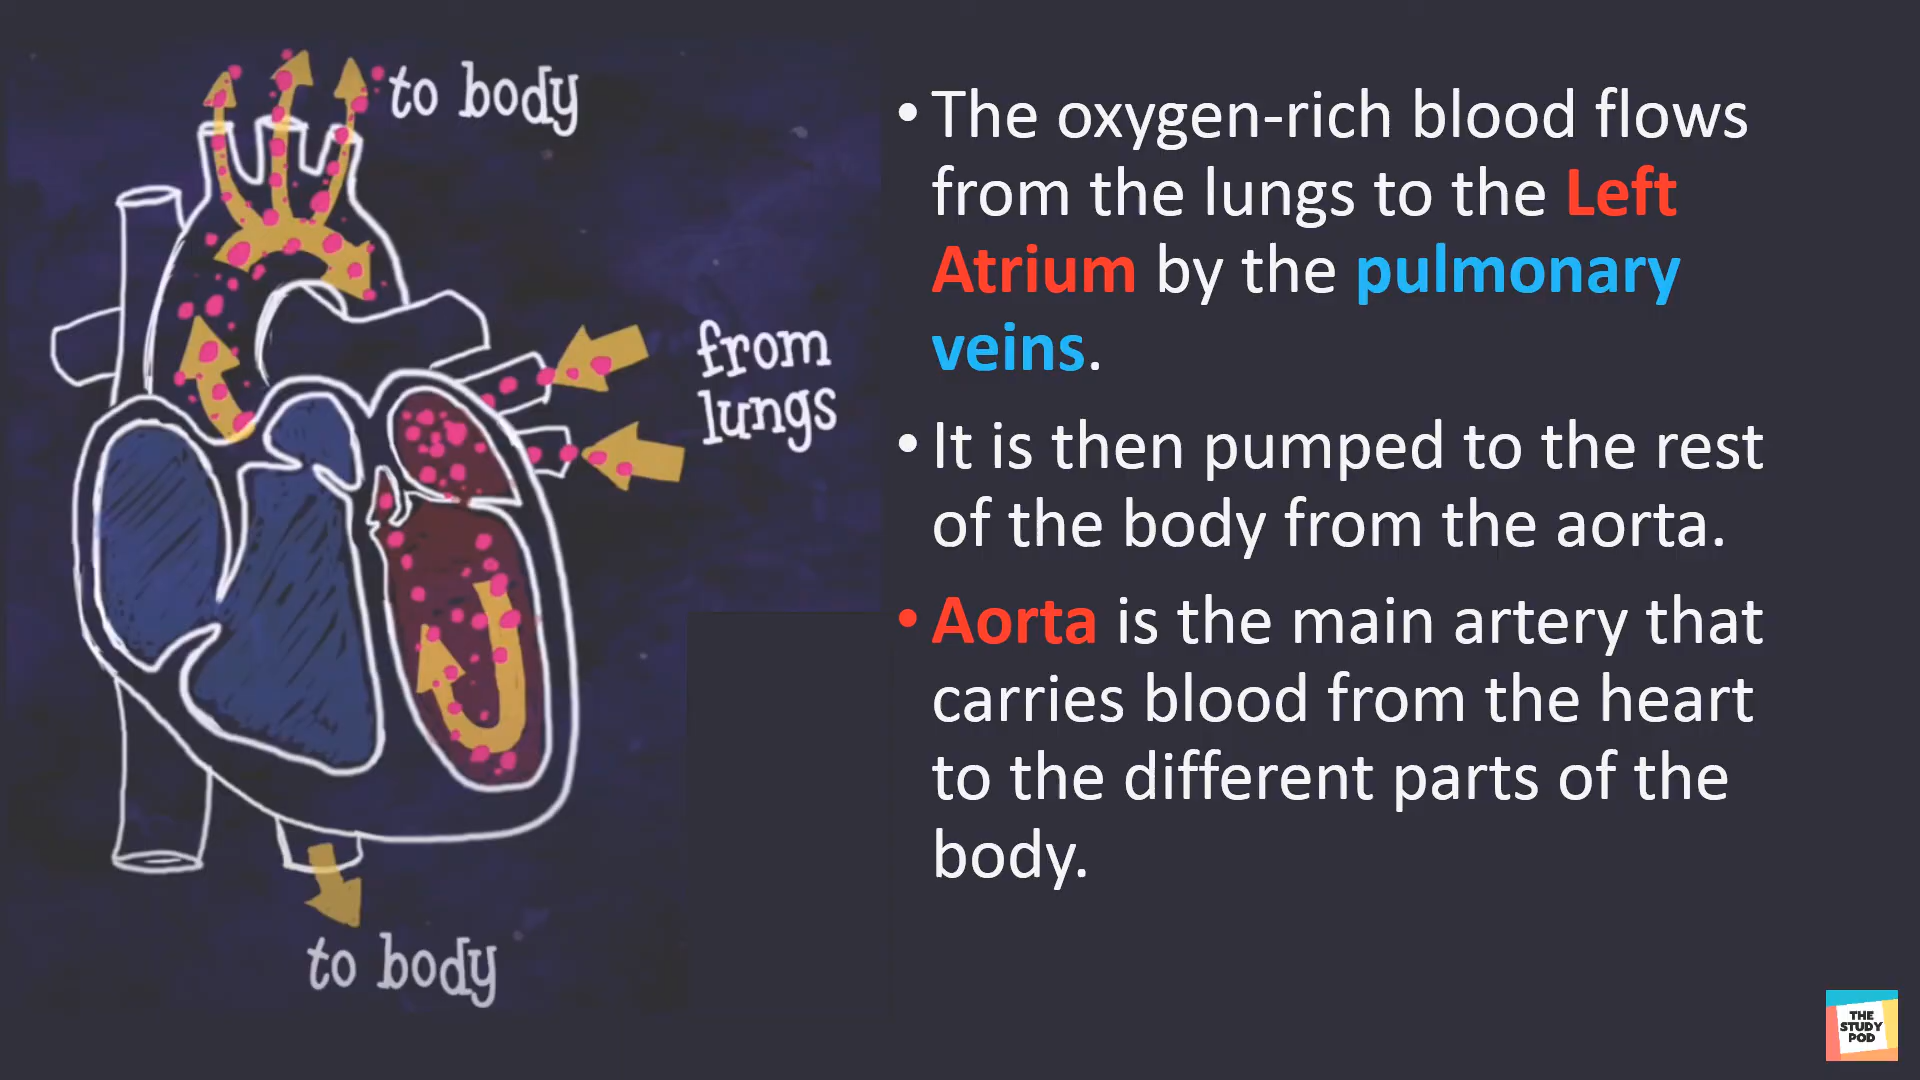 to body
from
lungs
to body
• The oxygen-rich blood flows
from the lungs to the Left
Atrium by the pulmonary
veins.
• It is then pumped to the rest
of the body from the aorta.
• Aorta is the main artery that
carries blood from the heart
to the different parts of the
body.
THE
STUDY
POD